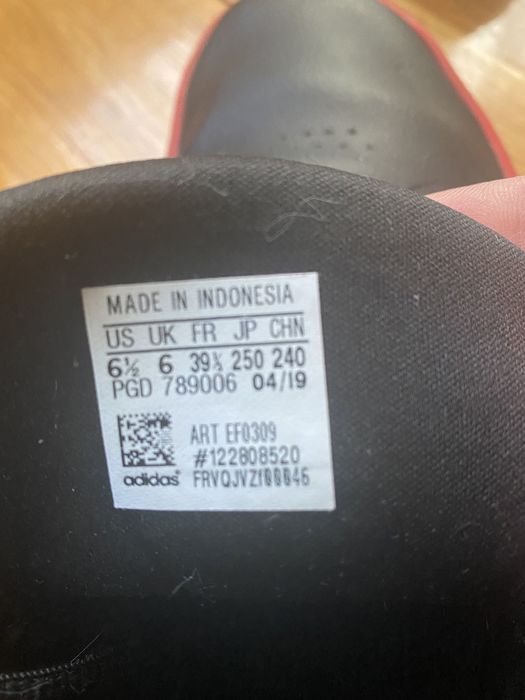 MADE IN INDONESIA
US UK FR JP CHN
6½ 6 39⅓ 250 240
PGD 789006 04/19
ART EF0309
#122808520
adidas® FRVQJVZf00046